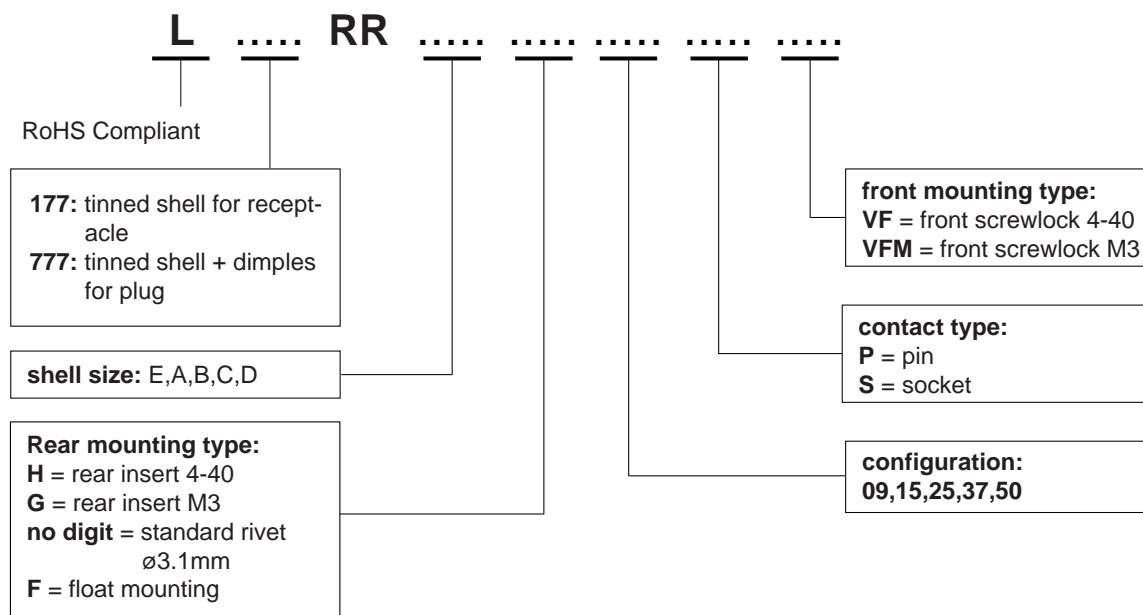 L ..... RR ..... ..... ..... ..... .....
RoHS Compliant
177: tinned shell for recept-
acle
777: tinned shell + dimples
for plug
shell size: E,A,B,C,D
Rear mounting type:
H = rear insert 4-40
G = rear insert M3
no digit = standard rivet
ø3.1mm
F = float mounting
front mounting type:
VF = front screwlock 4-40
VFM = front screwlock M3
contact type:
P = pin
S = socket
configuration:
09,15,25,37,50